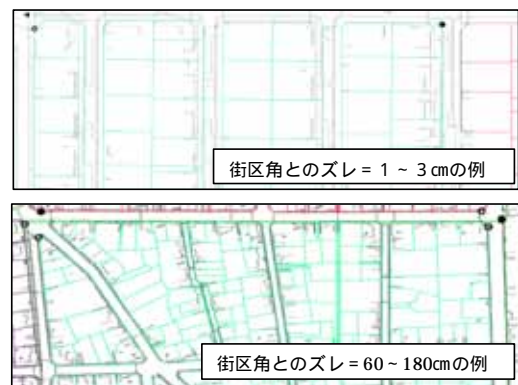 街区角とのズレ = 1 ~ 3 ㎝の例
街区角とのズレ = 60 ~ 180㎝の例